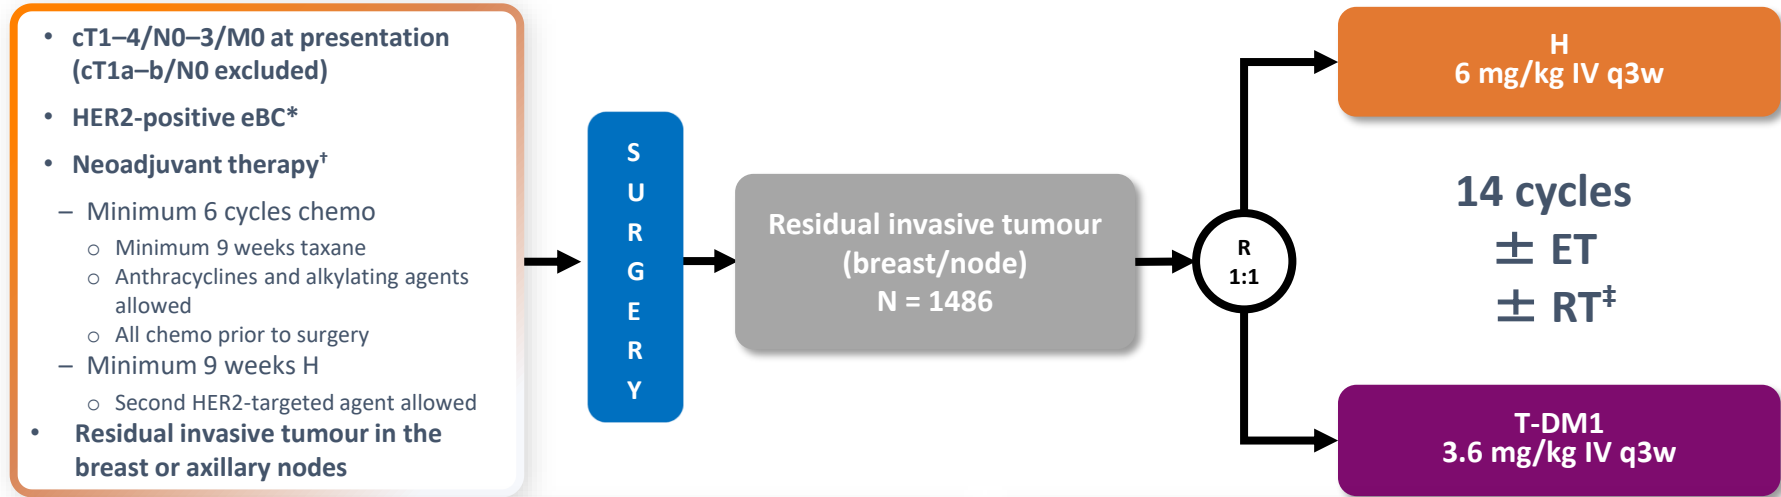 • cT1–4/N0–3/M0 at presentation
(cT1a–b/N0 excluded)
• HER2-positive eBC*
• Neoadjuvant therapy†
– Minimum 6 cycles chemo
o Minimum 9 weeks taxane
o Anthracyclines and alkylating agents
allowed
o All chemo prior to surgery
– Minimum 9 weeks H
o Second HER2-targeted agent allowed
• Residual invasive tumour in the
breast or axillary nodes
S
U
R
G
E
R
Y
Residual invasive tumour
(breast/node)
N = 1486
R
1:1
H
6 mg/kg IV q3w
14 cycles
± ET
± RT‡
T-DM1
3.6 mg/kg IV q3w